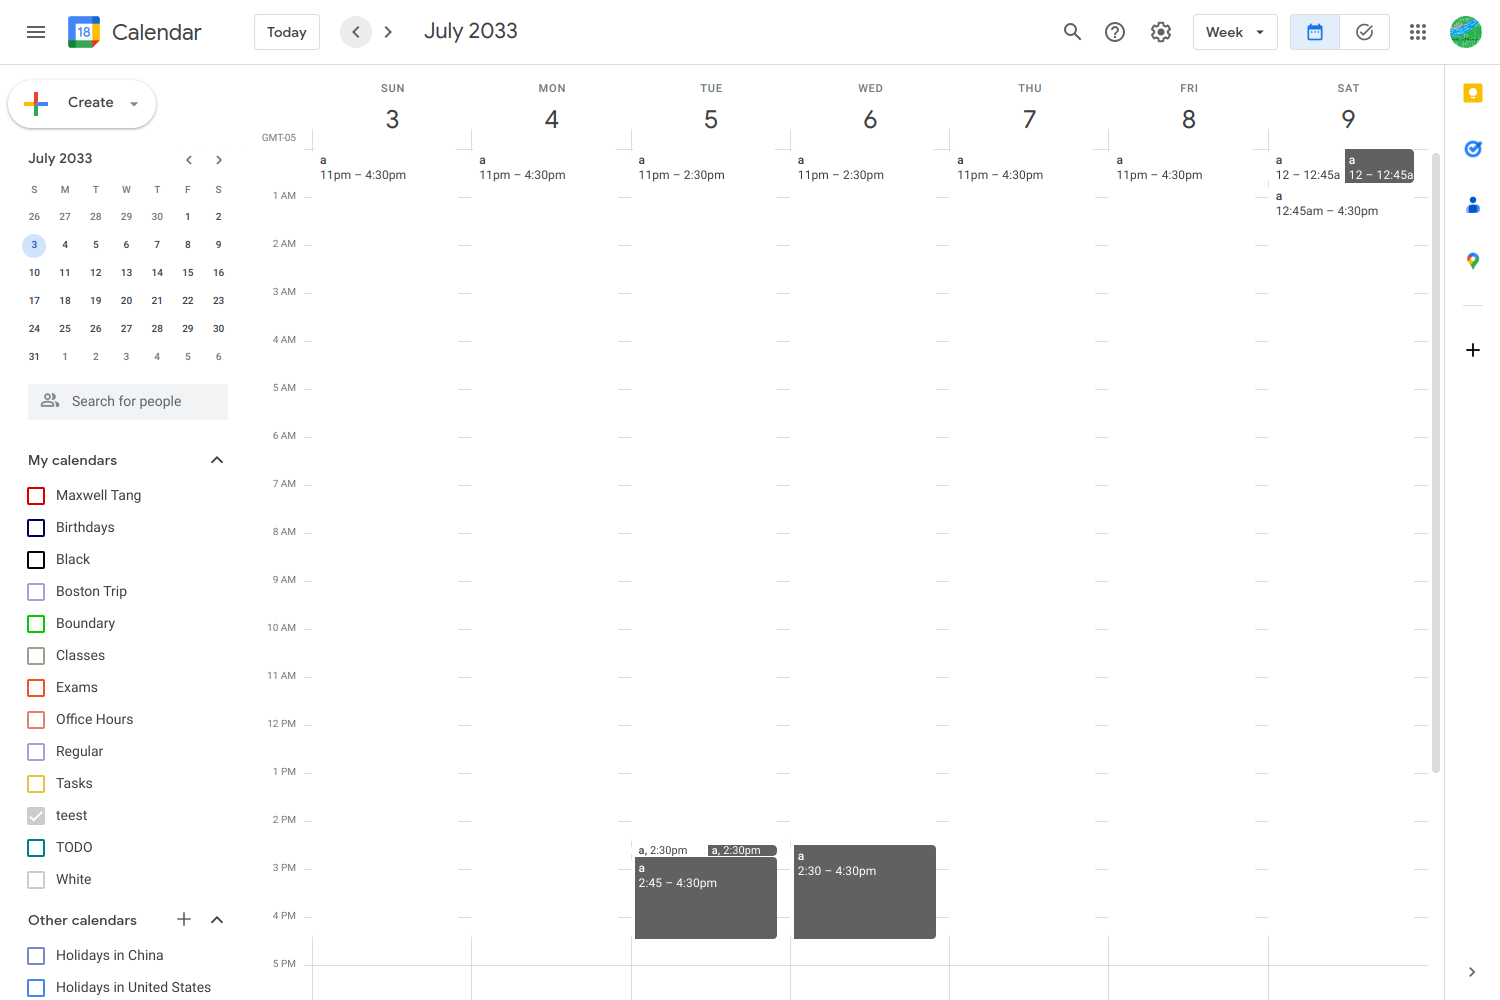 18 Calendar Today July 2033 Week
Create
July 2033
S M T W T F S
26 27 28 29 30 1 2
3 4 5 6 7 8 9
10 11 12 13 14 15 16
17 18 19 20 21 22 23
24 25 26 27 28 29 30
31 1 2 3 4 5 6
Search for people
My calendars
Maxwell Tang
Birthdays
Black
Boston Trip
Boundary
Classes
Exams
Office Hours
Regular
Tasks
teest
TODO
White
Other calendars
Holidays in China
Holidays in United States
SUN MON TUE WED THU FRI SAT
3 4 5 6 7 8 9
GMT-05
a a a a a a a a
11pm – 4:30pm 11pm – 4:30pm 11pm – 2:30pm 11pm – 2:30pm 11pm – 4:30pm 11pm – 4:30pm 12 – 12:45a 12 – 12:45a
1 AM a
12:45am – 4:30pm
2 AM
3 AM
4 AM
5 AM
6 AM
7 AM
8 AM
9 AM
10 AM
11 AM
12 PM
1 PM
2 PM
a, 2:30pm a, 2:30pm a
3 PM a 2:30 – 4:30pm
2:45 – 4:30pm
4 PM
5 PM